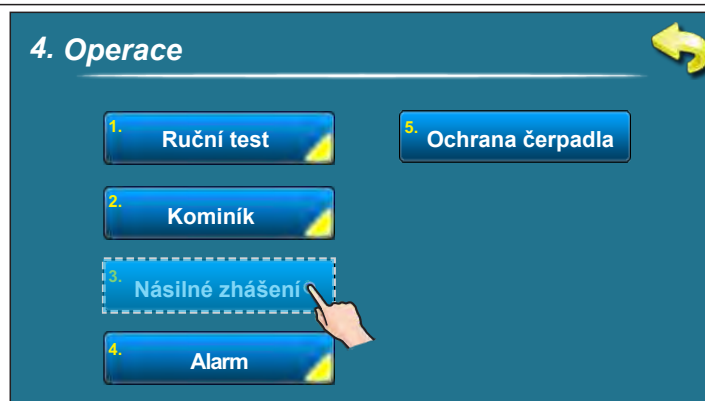 4. Operace
1. Ruční test
2. Kominík
3. Násilné zhášení
4. Alarm
5. Ochrana čerpadla